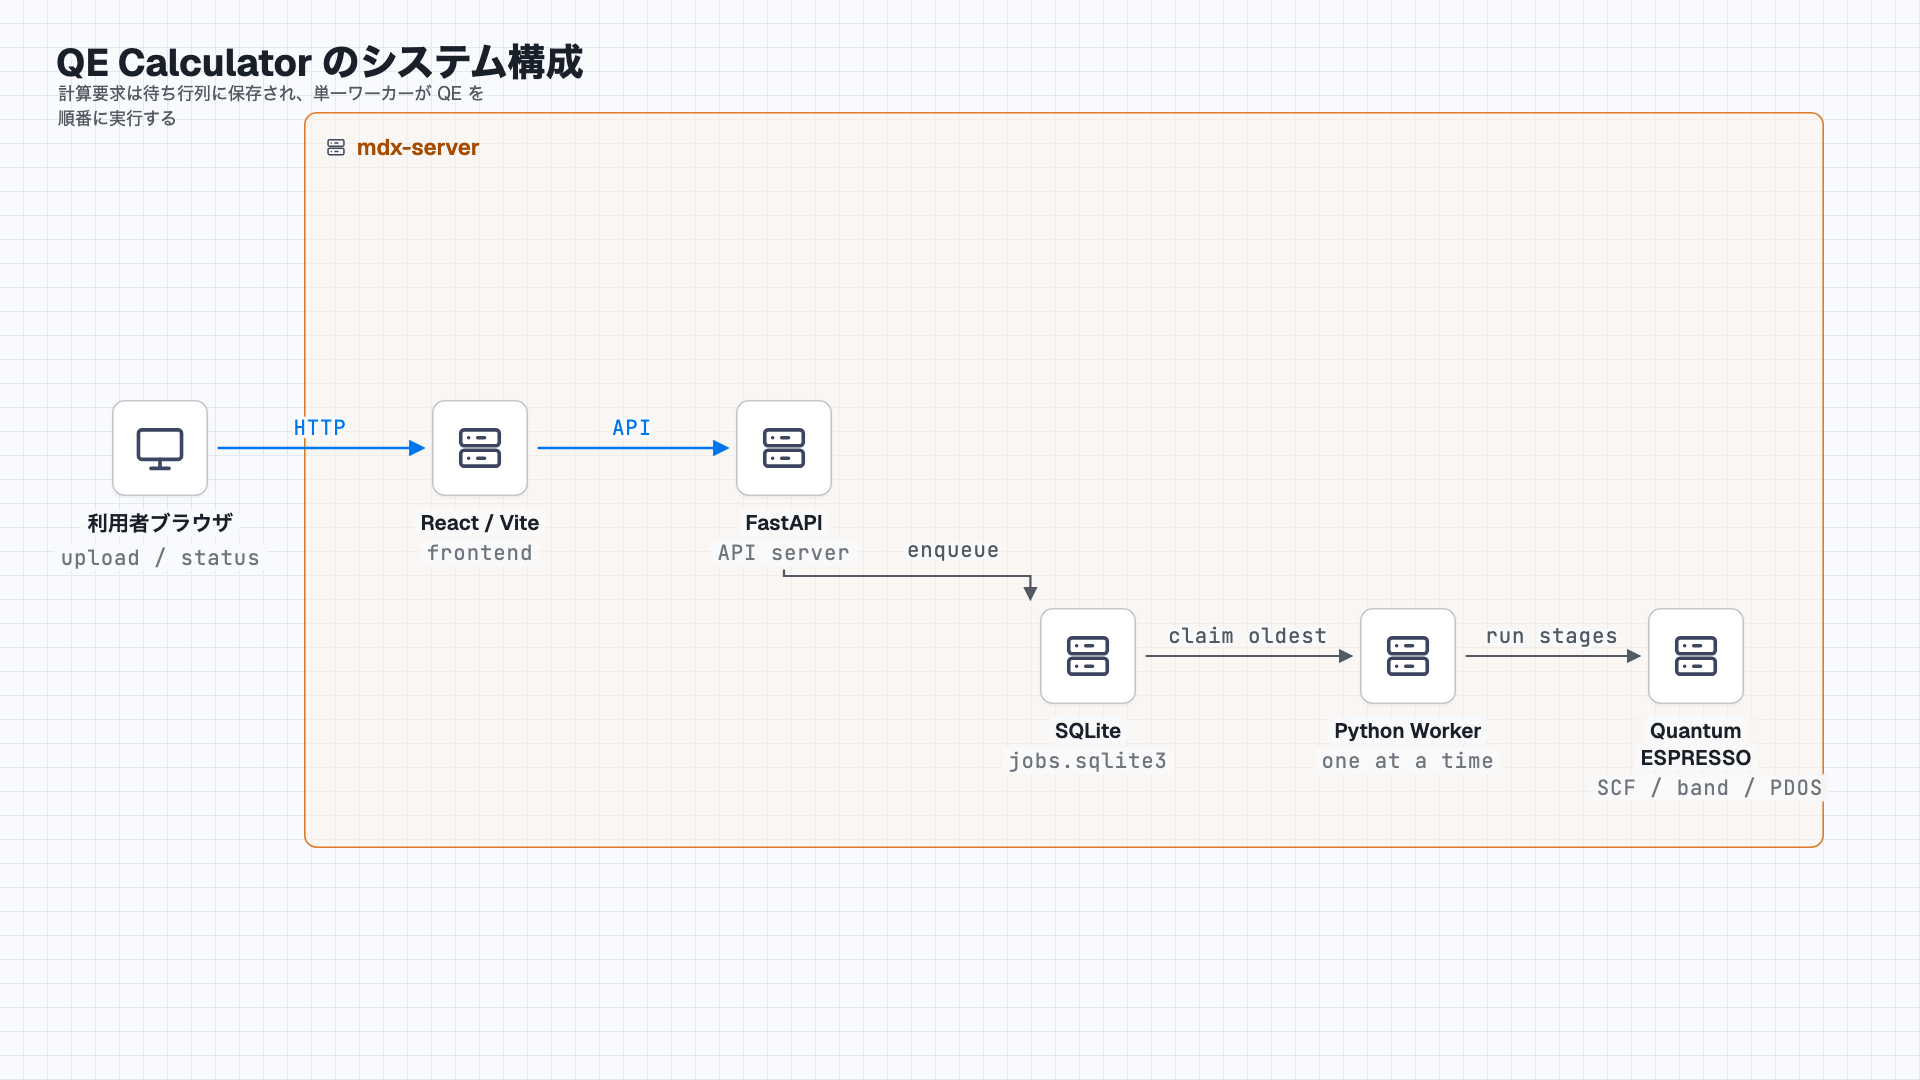 QE Calculator のシステム構成
計算要求は待ち行列に保存され、単一ワーカーが QE を
順番に実行する
mdx-server
HTTP
API
利用者ブラウザ
upload / status
React / Vite
frontend
FastAPI
API server
enqueue
claim oldest
run stages
SQLite
jobs.sqlite3
Python Worker
one at a time
Quantum
ESPRESSO
SCF / band / PDOS